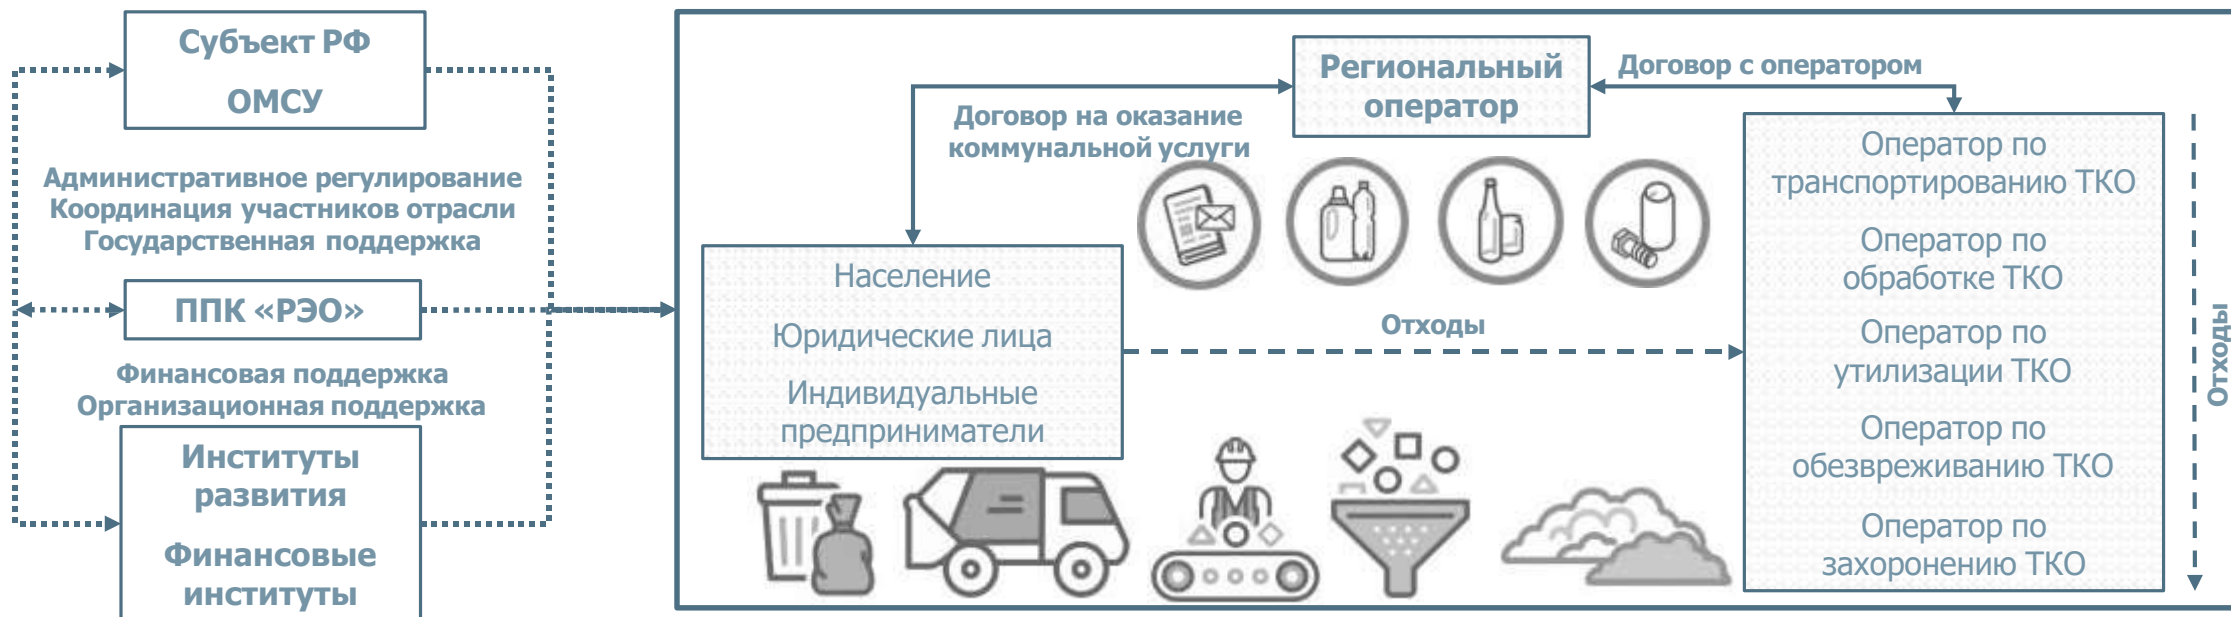 Субъект РФ
ОМСУ
Административное регулирование
Координация участников отрасли
Государственная поддержка
ППК «РЭО»
Финансовая поддержка
Организационная поддержка
Институты
развития
Финансовые
институты
Региональный
оператор
Договор на оказание
коммунальной услуги
Договор с оператором
Население
Юридические лица
Индивидуальные
предприниматели
Отходы
Оператор по
транспортированию ТКО
Оператор по
обработке ТКО
Оператор по
утилизации ТКО
Оператор по
обезвреживанию ТКО
Оператор по
захоронению ТКО
Отходы